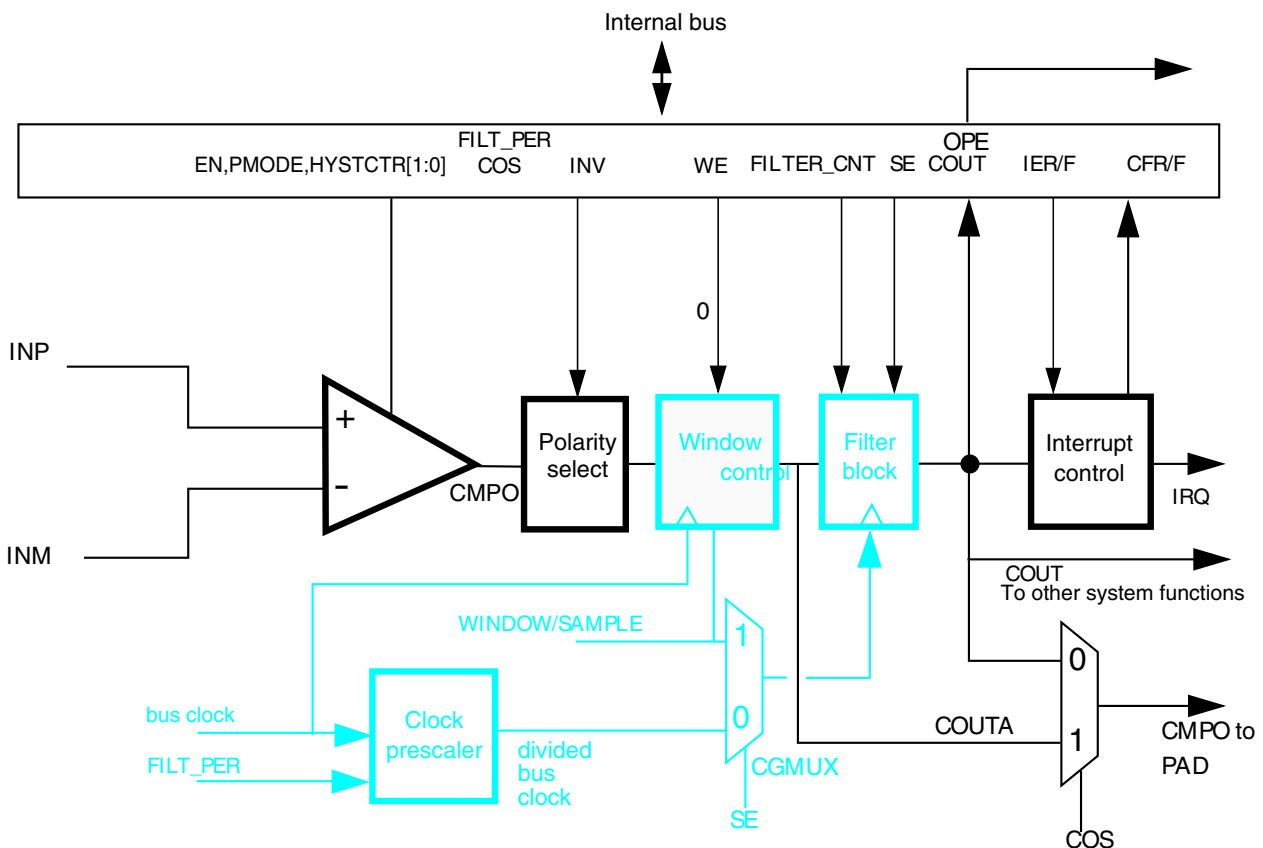 Internal bus
FILT_PER
OPE
EN,PMODE,HYSTCTR[1:0]
COS
INV
WE
FILTER_CNT
SE
COUT
IER/F
CFR/F
0
INP
+
-
INM
CMPO
Polarity
select
Window
control
Filter
block
Interrupt
control
IRQ
COUT
To other system functions
WINDOW/SAMPLE
1
0
bus clock
FILT_PER
Clock
prescaler
divided
bus
clock
CGMUX
SE
COUTA
0
1
CMPO to
PAD
COS